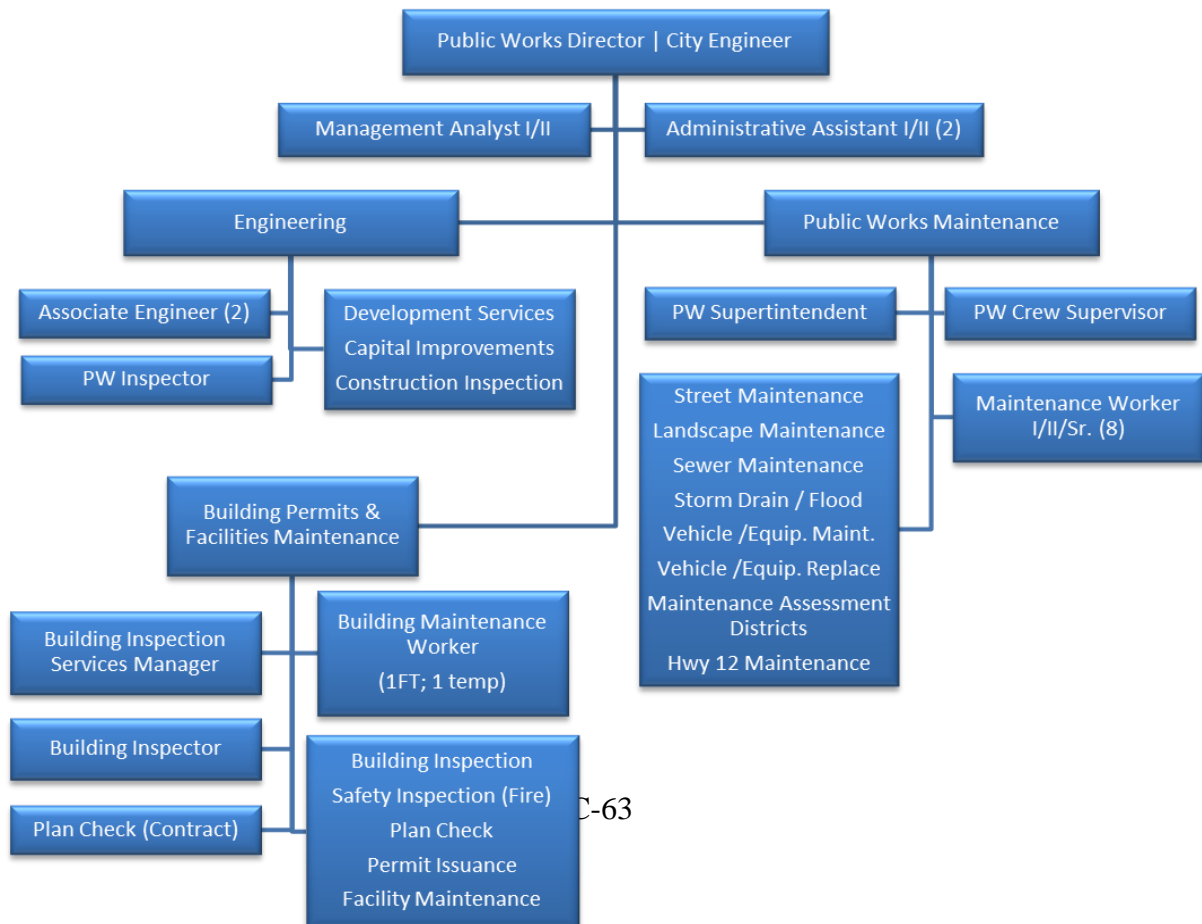 Public Works Director | City Engineer
Management Analyst I/II
Administrative Assistant I/II (2)
Engineering
Public Works Maintenance
Associate Engineer (2)
PW Inspector
Development Services
Capital Improvements
Construction Inspection
PW Supertintendent
PW Crew Supervisor
Street Maintenance
Landscape Maintenance
Sewer Maintenance
Storm Drain / Flood
Vehicle /Equip. Maint.
Vehicle /Equip. Replace
Maintenance Assessment
Districts
Hwy 12 Maintenance
Maintenance Worker
I/II/Sr. (8)
Building Permits &
Facilities Maintenance
Building Inspection
Services Manager
Building Maintenance
Worker
(1FT; 1 temp)
Building Inspector
Plan Check (Contract)
Building Inspection
Safety Inspection (Fire)
Plan Check
Permit Issuance
Facility Maintenance
C-63